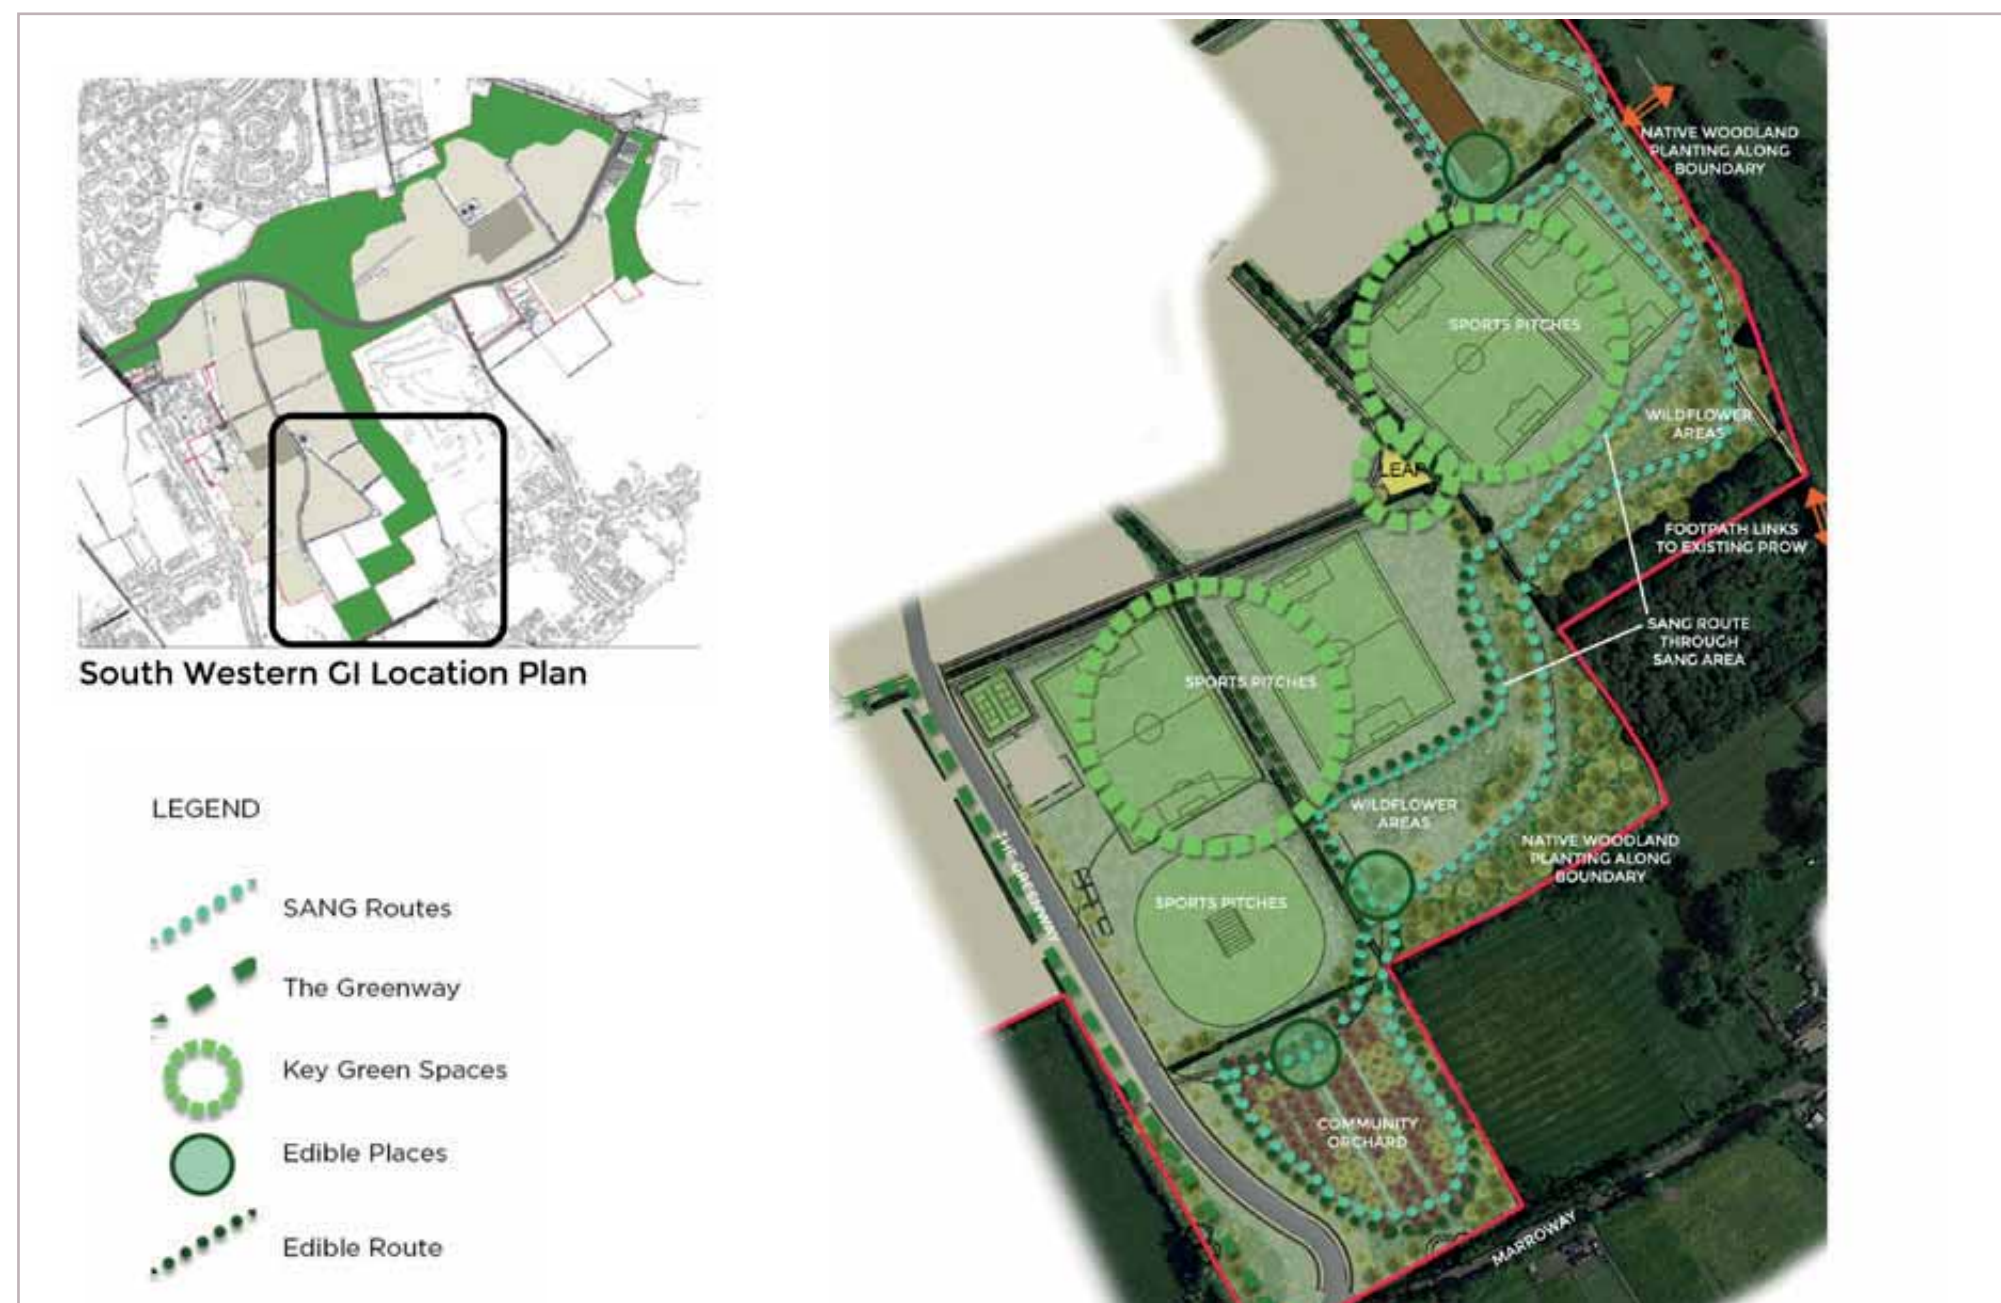 South Western GI Location Plan
LEGEND
SANG Routes
The Greenway
Key Green Spaces
Edible Places
Edible Route
NATIVE WOODLAND
PLANTING ALONG
BOUNDARY
SPORTS PITCHES
WILDFLOWER
AREAS
LEAP
FOOTPATH LINKS
TO EXISTING PROW
SANG ROUTE
THROUGH
SANG AREA
SPORTS PITCHES
WILDFLOWER
AREAS
NATIVE WOODLAND
PLANTING ALONG
BOUNDARY
THE GREENWAY
SPORTS PITCHES
COMMUNITY
ORCHARD
MARROWAY